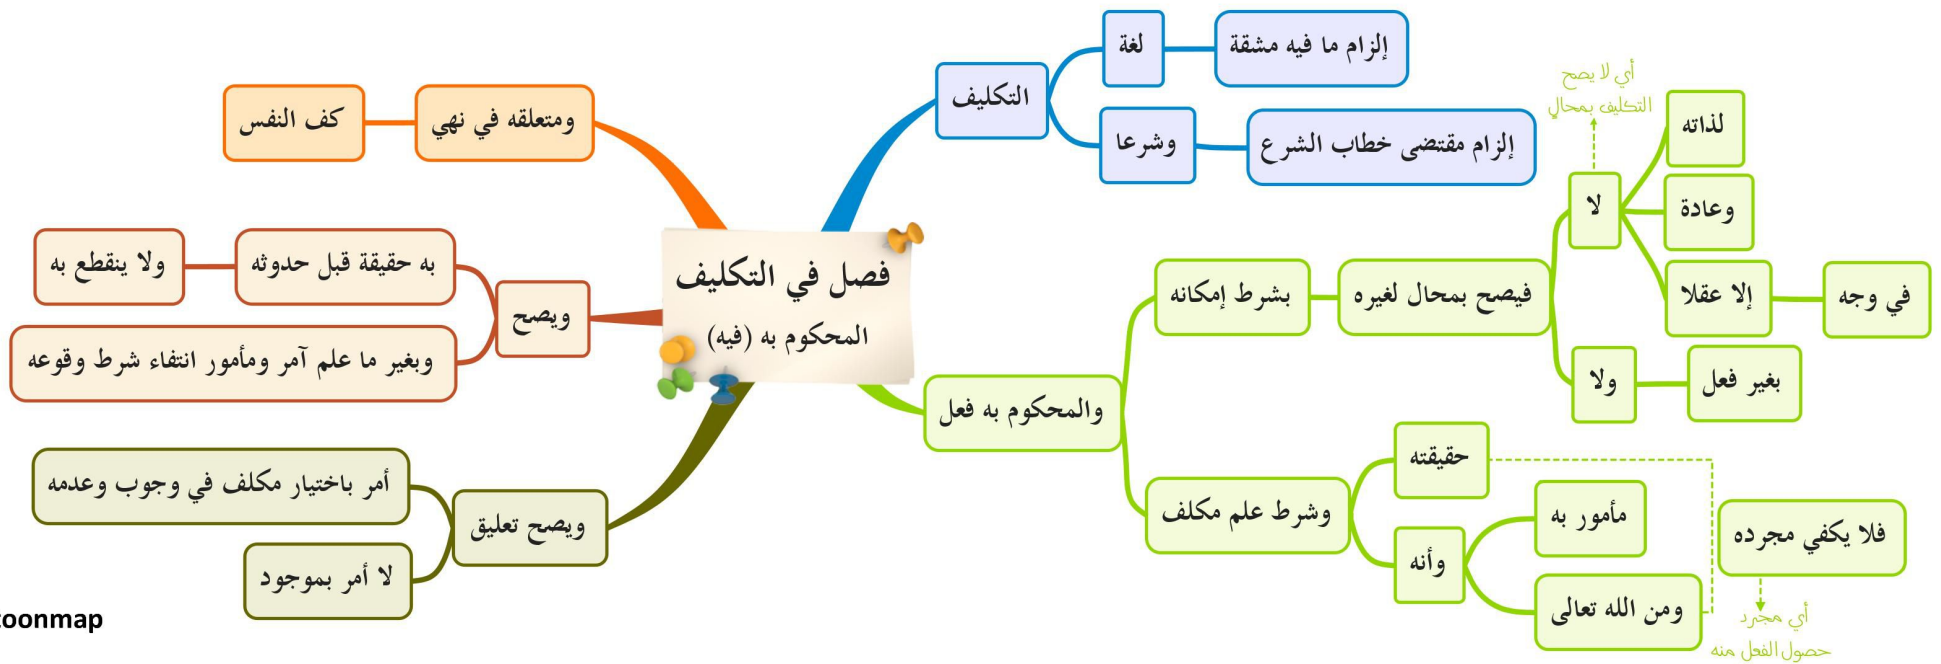 فصل في التكليف
المحكوم به (فيه)
التكليف
لغة
إلزام ما فيه مشقة
وشرعا
إلزام مقتضى خطاب الشرع
والمحكوم به فعل
بشرط إمكانه
فيصح بمحال لغيره
لا
أي لا يصح
التكليف بمحال
لذاته
وعادة
إلا عقلا
في وجه
ولا
بغير فعل
وشرط علم مكلف
حقيقته
وأنه
مأمور به
ومن الله تعالى
فلا يكفي مجرده
أي مجرد
حصول الفعل منه
ومتعلقه في نهي
كف النفس
ويصح
به حقيقة قبل حدوثه
ولا ينقطع به
وبغير ما علم آمر ومأمور انتفاء شرط وقوعه
ويصح تعليق
أمر باختيار مكلف في وجوب وعدمه
لا أمر بموجود
toonmap